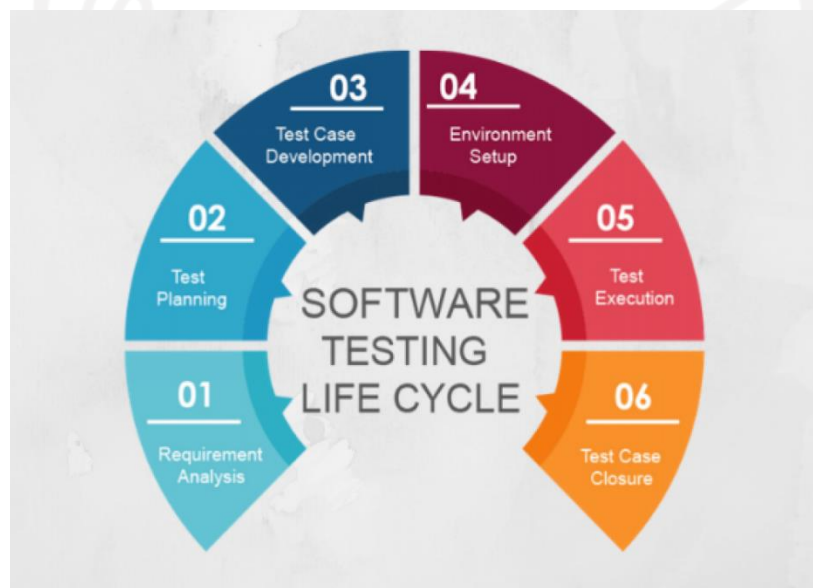 SOFTWARE
TESTING
LIFE CYCLE
01
Requirement
Analysis
02
Test
Planning
03
Test Case
Development
04
Environment
Setup
05
Test
Execution
06
Test Case
Closure